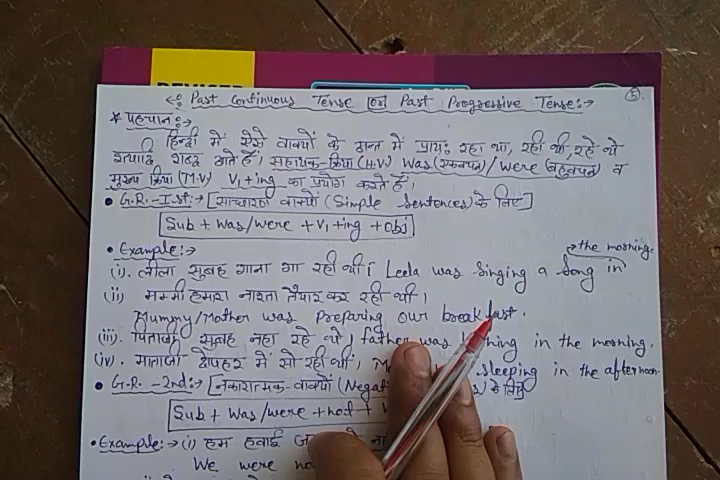 REVISED
Past Continuous Tense or Past Progressive Tense:→ (5)
* पहचान:→
हिन्दी में ऐसे वाक्यों के अन्त में प्रायः रहा था, रही थी, रहे थे
इत्यादि शब्द आते हैं। सहायक-क्रिया (H.V) was (एकवचन) / were (बहुवचन) व
मुख्य क्रिया (M.V) V₁+ing का प्रयोग करते हैं।
• G.R.-Ist:→ [साधारण वाक्यों (Simple Sentences) के लिए]
Sub + was/were + V₁ +ing + obj
• Example:→
(i). लीला सुबह गाना गा रही थी। Leela was singing a song in the morning.
(ii) मम्मी हमारा नाश्ता तैयार कर रही थी।
Mummy/Mother was preparing our breakfast.
(iii). पिताजी सुबह नहा रहे थे। father was hing in the morning.
(iv). माताजी दोपहर में सो रही थीं। M sleeping in the afternoon
• G.R.-2nd:→ [नकारात्मक-वाक्यों (Negati के लिए
Sub + was/were + not +
• Example:→ (i) हम हवाई
We were